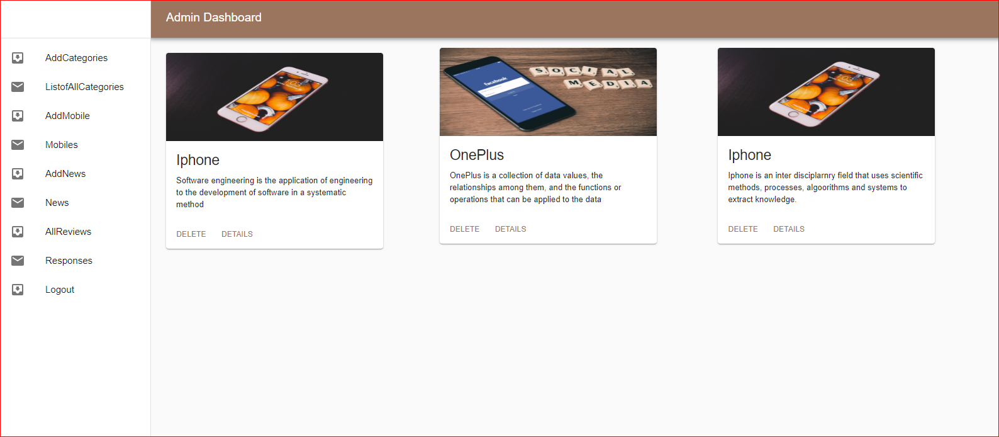 Admin Dashboard
AddCategories
ListofAllCategories
AddMobile
Mobiles
AddNews
News
AllReviews
Responses
Logout
Iphone
Software engineering is the application of engineering
to the development of software in a systematic
method
DELETE DETAILS
facebook
SOCIAL
MEDIA
OnePlus
OnePlus is a collection of data values, the
relationships among them, and the functions or
operations that can be applied to the data
DELETE DETAILS
Iphone
Iphone is an inter disciplarnry field that uses scientific
methods, processes, algoorithms and systems to
extract knowledge.
DELETE DETAILS